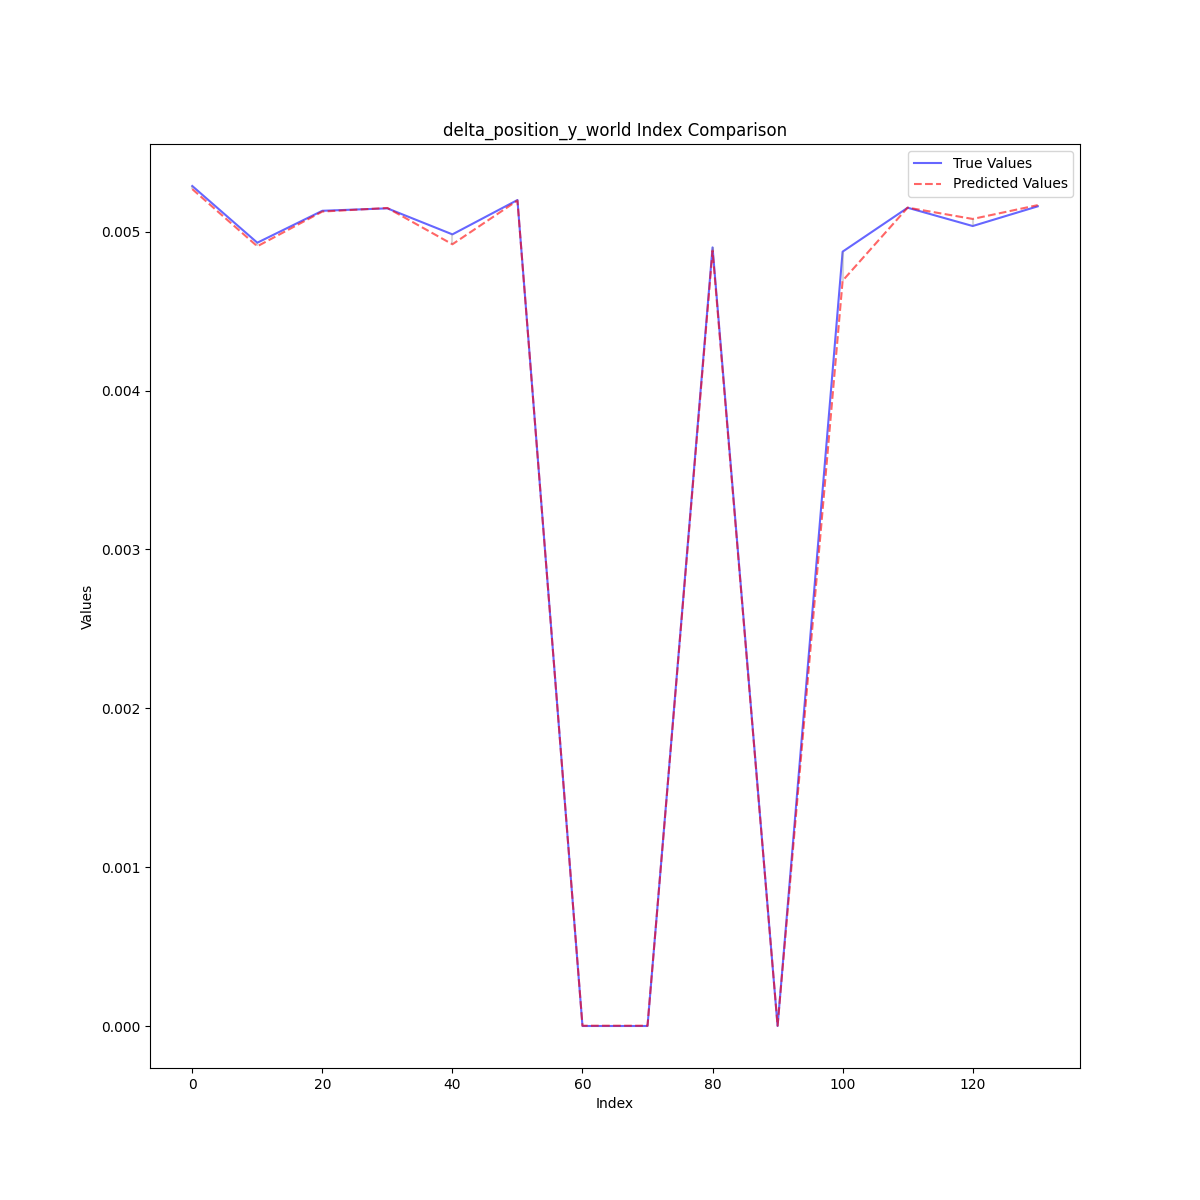 delta_position_y_world Index Comparison
True Values
Predicted Values
0.005
0.004
0.003
0.002
0.001
0.000
Values
0 20 40 60 80 100 120
Index